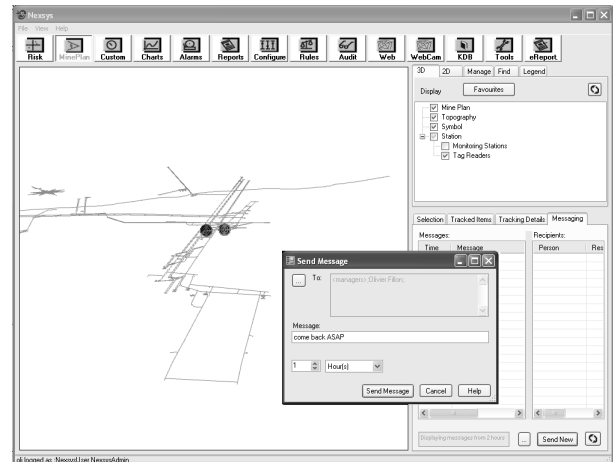 Nexsys
File View Help
Risk MinePlan Custom Charts Alarms Reports Configure Rules Audit Web WebCam KDB Tools eReport
3D 2D Manage Find Legend
Display Favourites
Mine Plan
Topography
Symbol
Station
Monitoring Stations
Tag Readers
Selection Tracked Items Tracking Details Messaging
Messages: Recipients:
Time Message Person Res
Send Message
... To: <managers>;Olivier Fillon;
Message:
come back ASAP
1 Hour(s)
Send Message Cancel Help
Displaying messages from 2 hours ... Send New
oli logged as :NexsysUser,NexsysAdmin